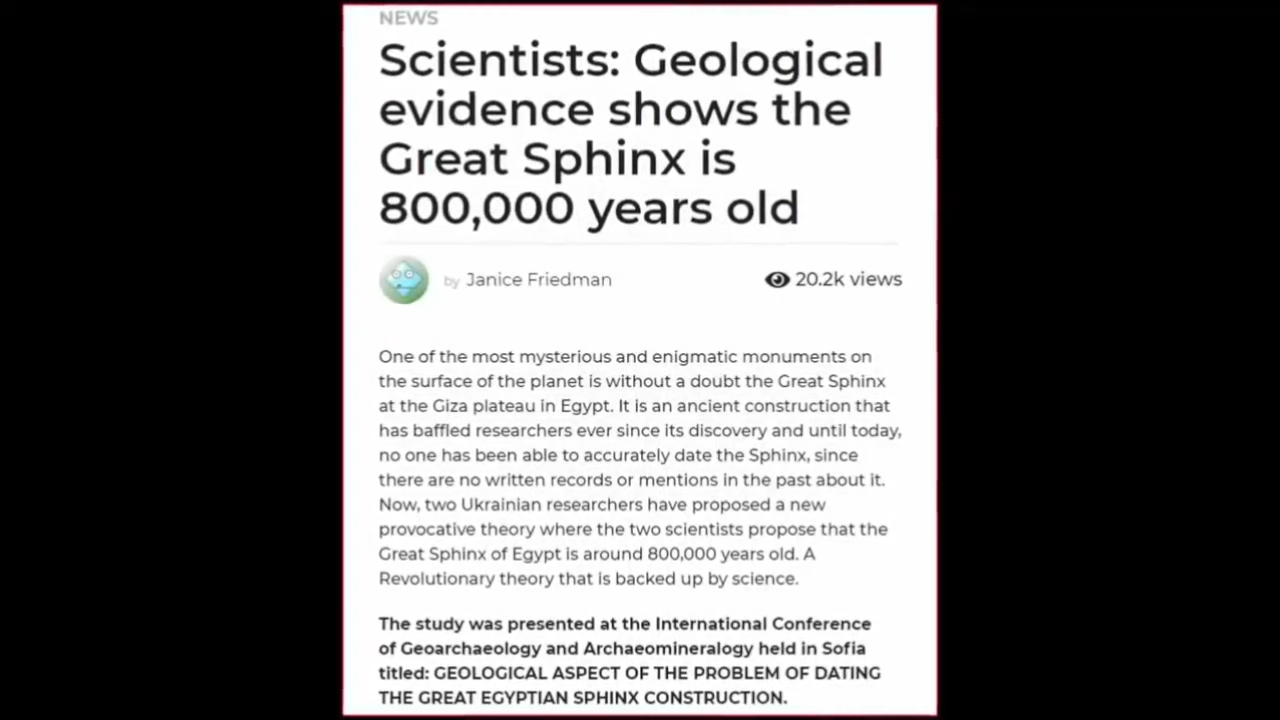 NEWS
Scientists: Geological
evidence shows the
Great Sphinx is
800,000 years old
by Janice Friedman
20.2k views
One of the most mysterious and enigmatic monuments on
the surface of the planet is without a doubt the Great Sphinx
at the Giza plateau in Egypt. It is an ancient construction that
has baffled researchers ever since its discovery and until today,
no one has been able to accurately date the Sphinx, since
there are no written records or mentions in the past about it.
Now, two Ukrainian researchers have proposed a new
provocative theory where the two scientists propose that the
Great Sphinx of Egypt is around 800,000 years old. A
Revolutionary theory that is backed up by science.
The study was presented at the International Conference
of Geoarchaeology and Archaeomineralogy held in Sofia
titled: GEOLOGICAL ASPECT OF THE PROBLEM OF DATING
THE GREAT EGYPTIAN SPHINX CONSTRUCTION.